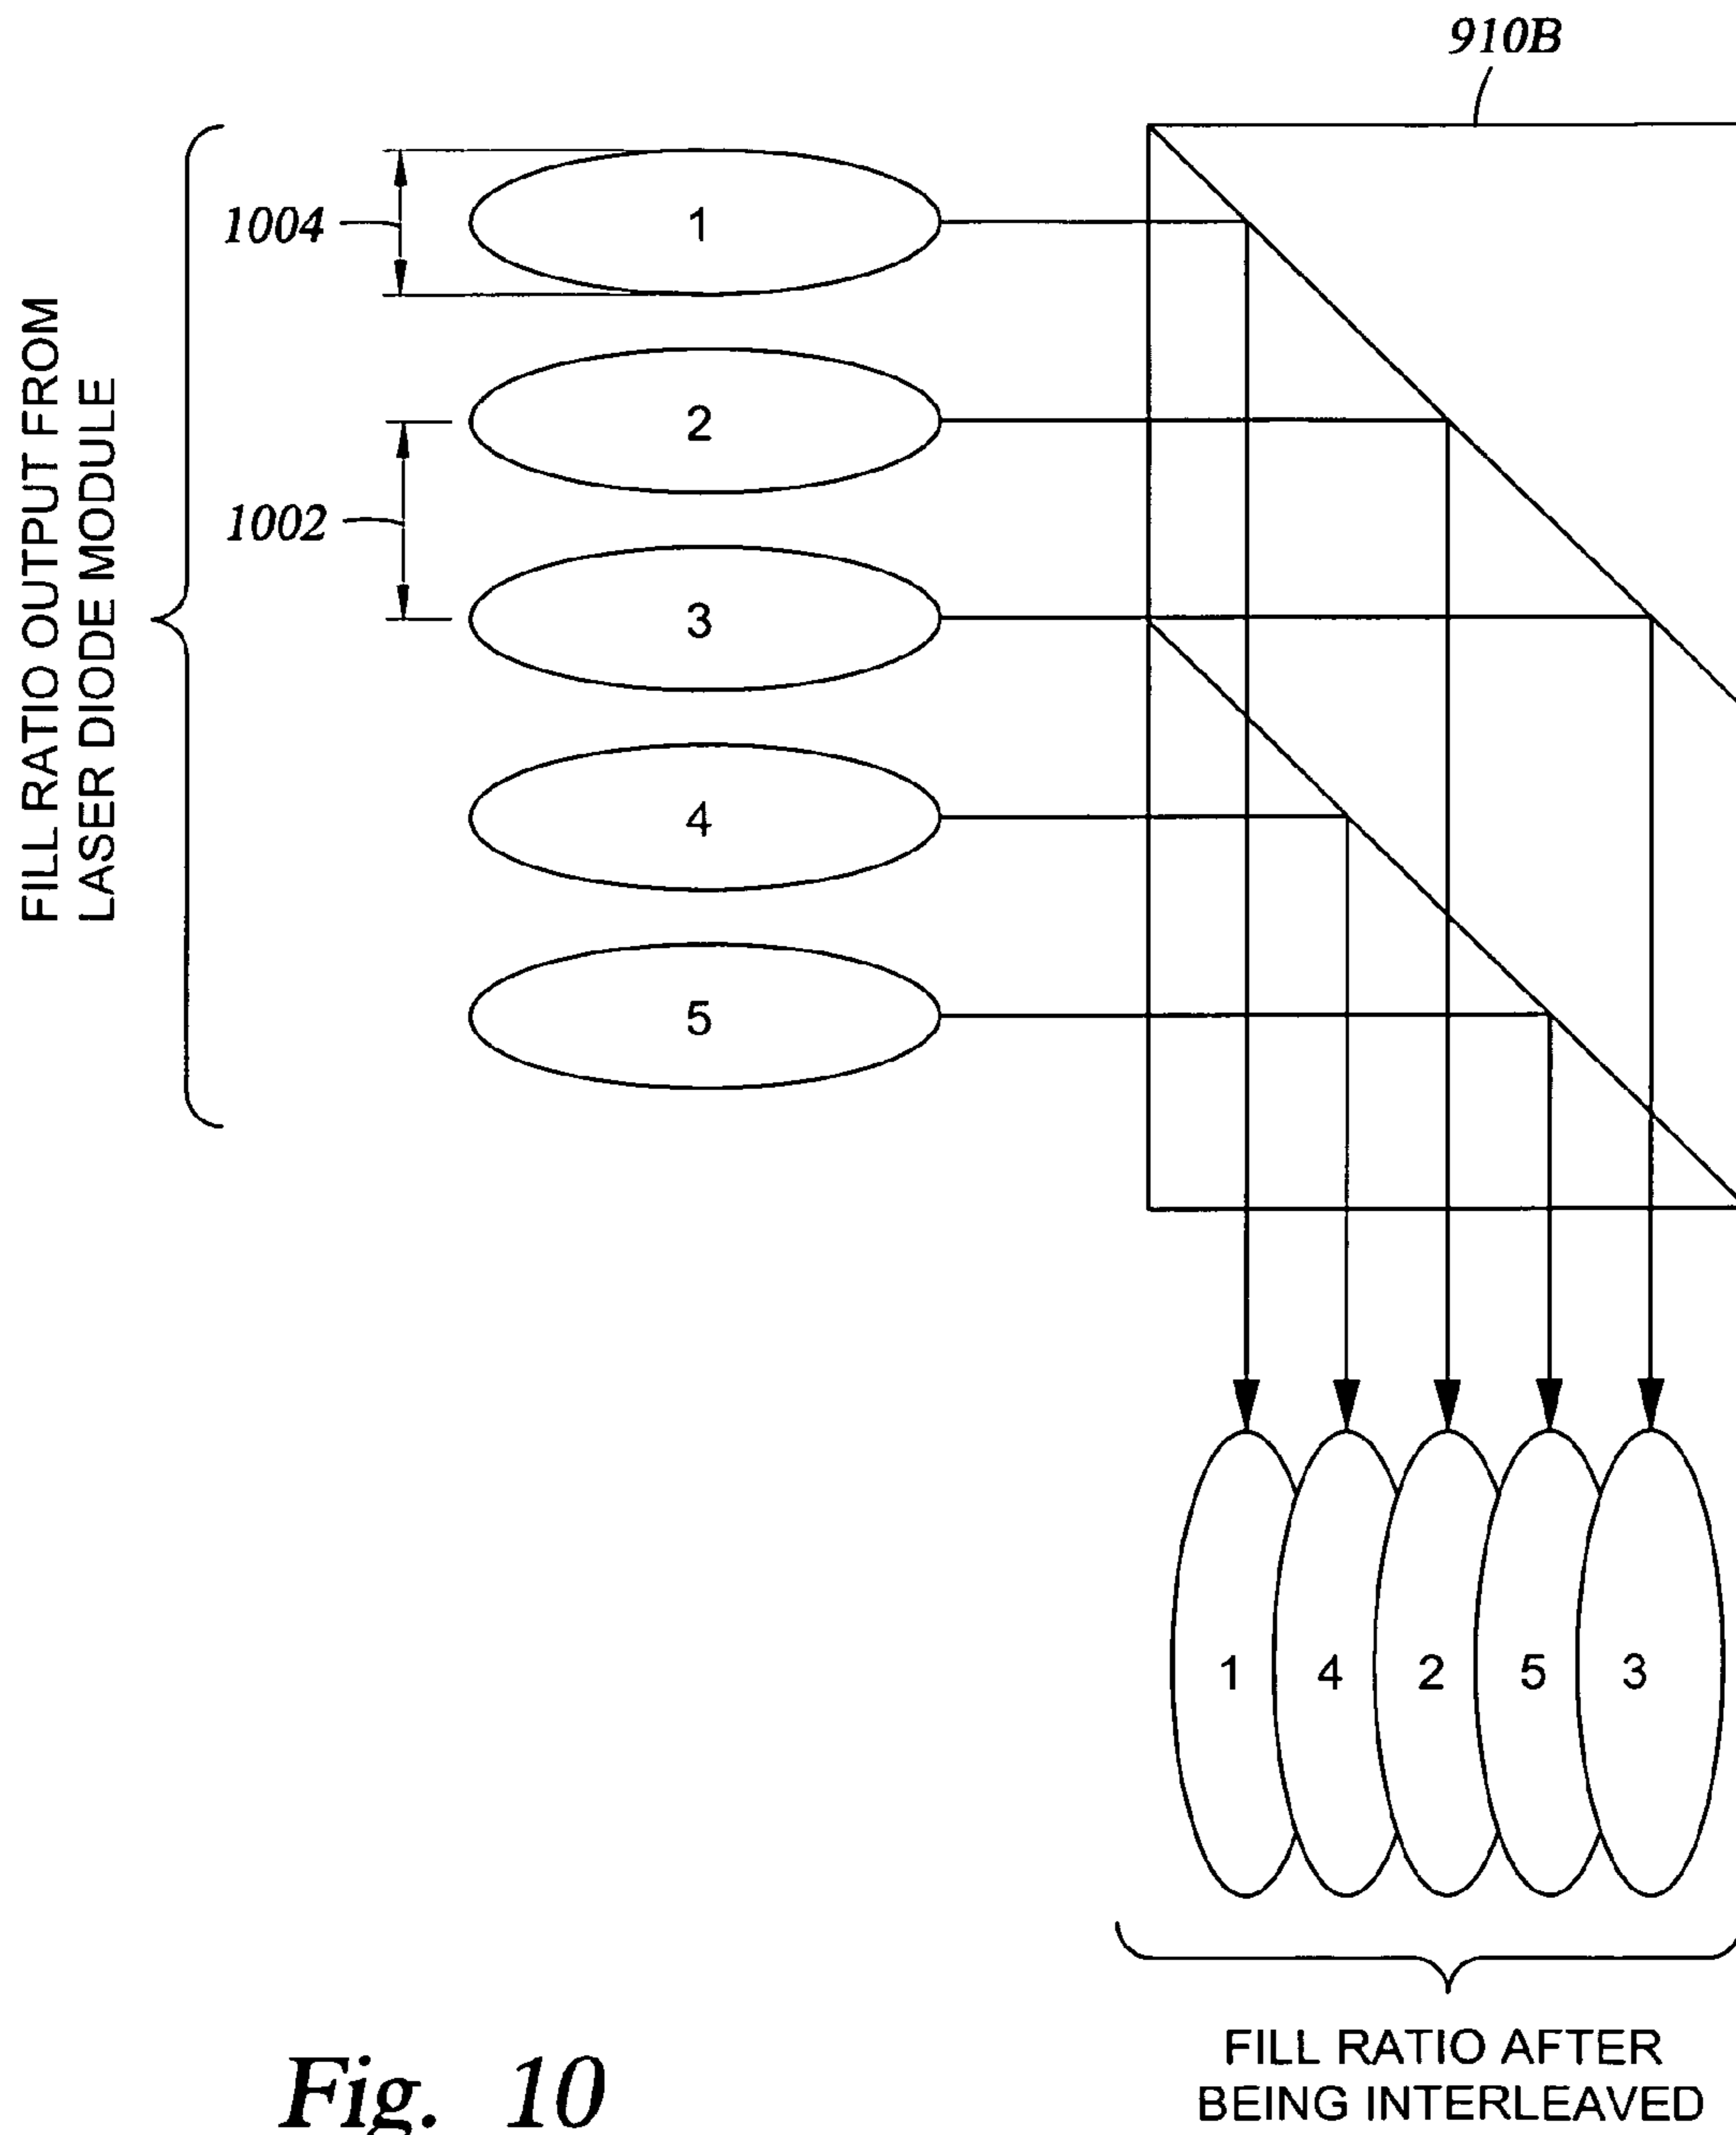 910B
1004
1
2
1002
3
4
5
FILL RATIO OUTPUT FROM
LASER DIODE MODULE
1 4 2 5 3
FILL RATIO AFTER
BEING INTERLEAVED
Fig. 10